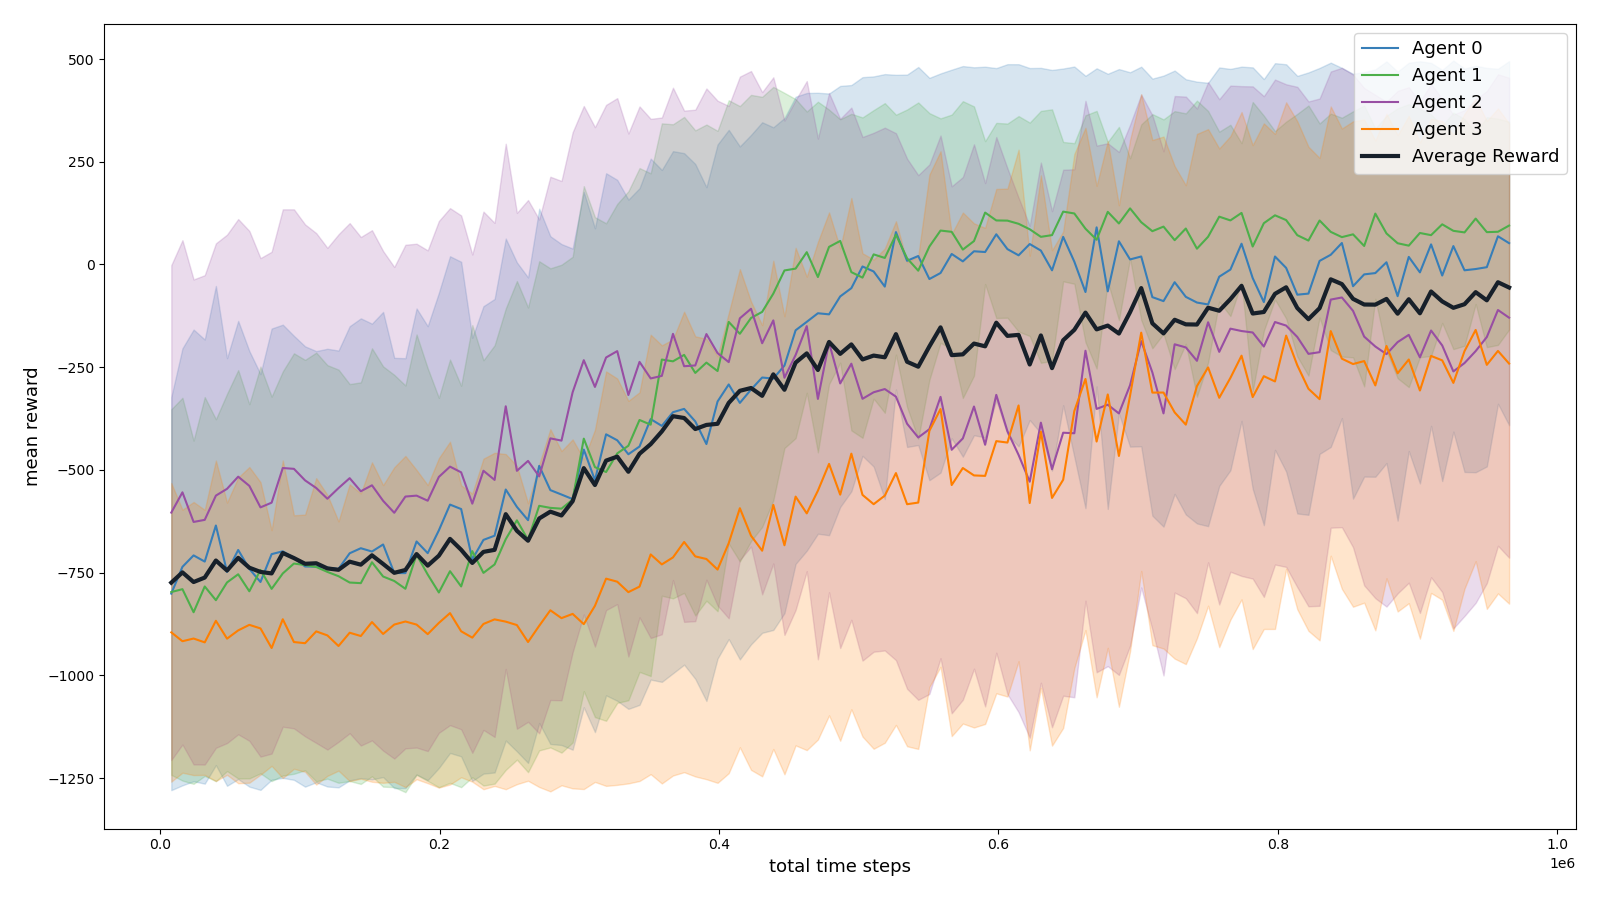 500
250
0
−250
−500
−750
−1000
−1250
mean reward
Agent 0
Agent 1
Agent 2
Agent 3
Average Reward
0.0 0.2 0.4 0.6 0.8 1.0
1e6
total time steps